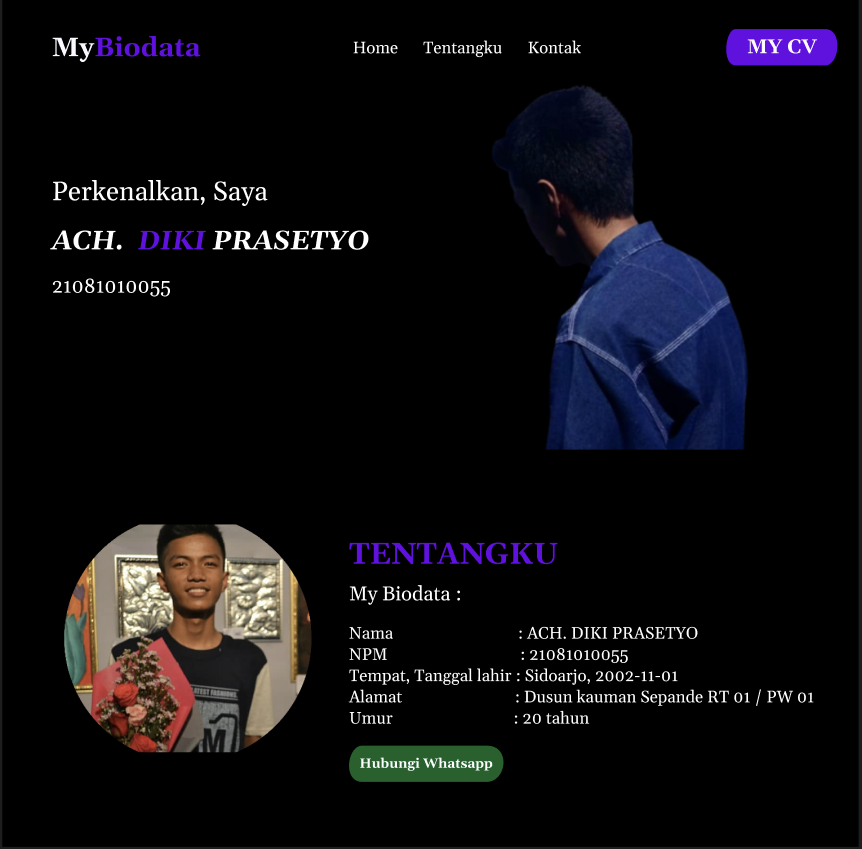 MyBiodata
Home Tentangku Kontak
MY CV
Perkenalkan, Saya
ACH. DIKI PRASETYO
21081010055
TENTANGKU
My Biodata :
Nama : ACH. DIKI PRASETYO
NPM : 21081010055
Tempat, Tanggal lahir : Sidoarjo, 2002-11-01
Alamat : Dusun kauman Sepande RT 01 / PW 01
Umur : 20 tahun
Hubungi Whatsapp